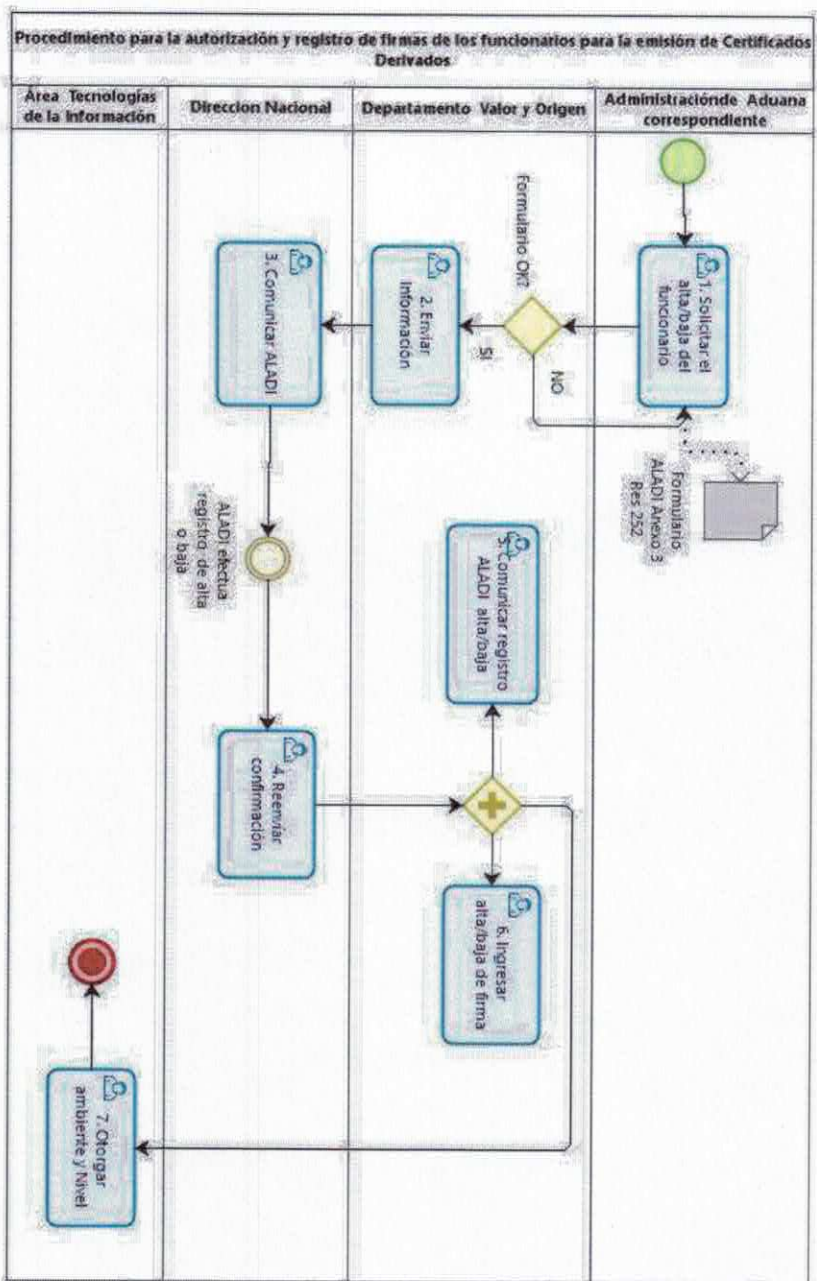 Procedimiento para la autorización y registro de firmas de los funcionarios para la emisión de Certificados
Derivados
Área Tecnologías
de la Información
Direccion Nacional
Departamento Valor y Origen
Administraciónde Aduana
correspondiente
1. Solicitar el
alta/baja del
funcionario
Formulario
ALADI Anexo 3
Res 252
Formulario OK?
NO
SI
2. Enviar
Información
3. Comunicar ALADI
ALADI efectua
registro de alta
o baja
4. Reenviar
confirmación
5. Comunicar registro
ALADI alta/baja
6. Ingresar
alta/baja de firma
7. Otorgar
ambiente y Nivel